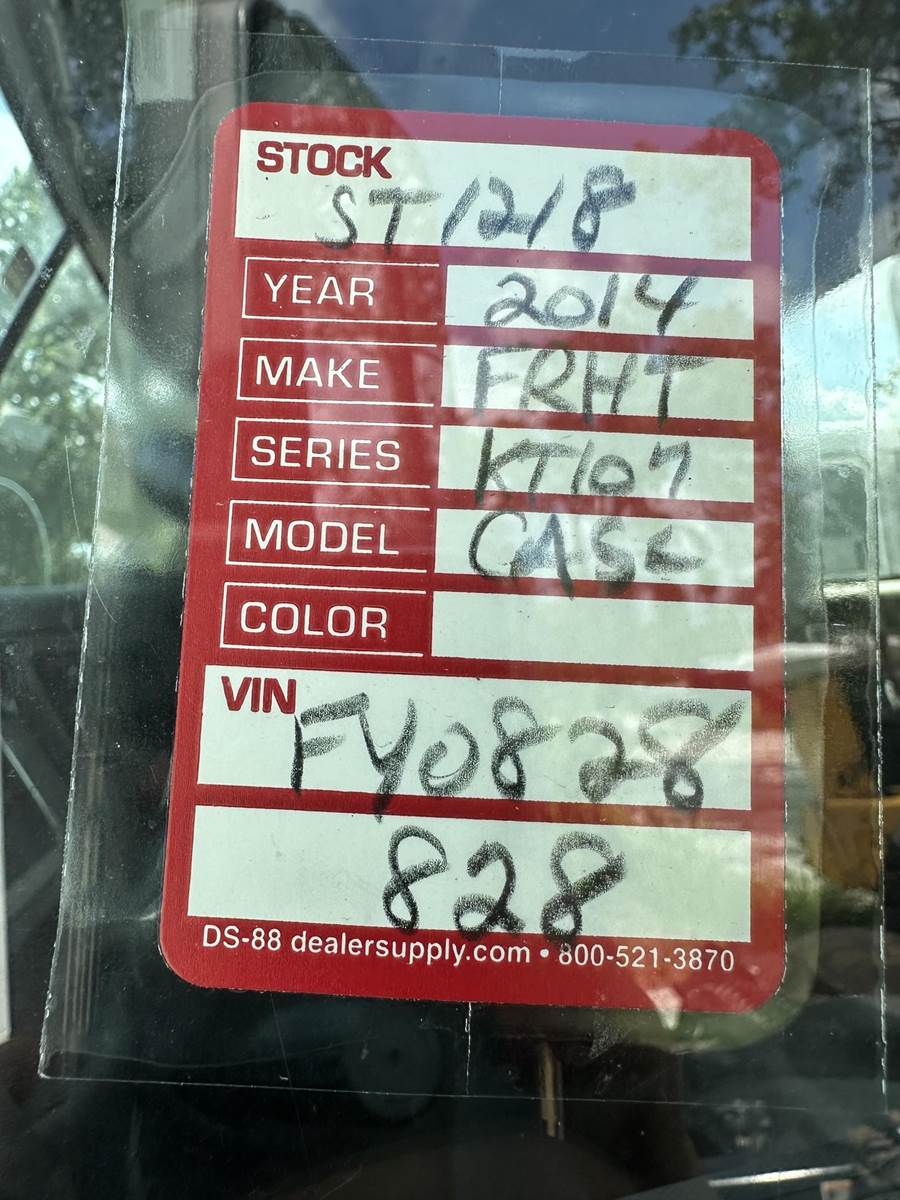 STOCK
ST1218
YEAR 2014
MAKE FRHT
SERIES KT107
MODEL CASC
COLOR
VIN
FY0828
828
DS-88 dealersupply.com • 800-521-3870